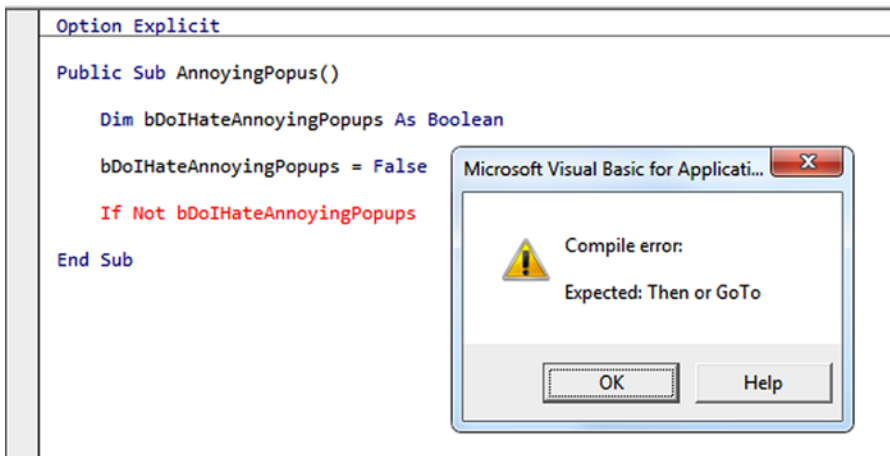 Option Explicit
Public Sub AnnoyingPopus()
Dim bDoIHateAnnoyingPopups As Boolean
bDoIHateAnnoyingPopups = False
If Not bDoIHateAnnoyingPopups
End Sub
Microsoft Visual Basic for Applicati...
Compile error:
Expected: Then or GoTo
OK
Help